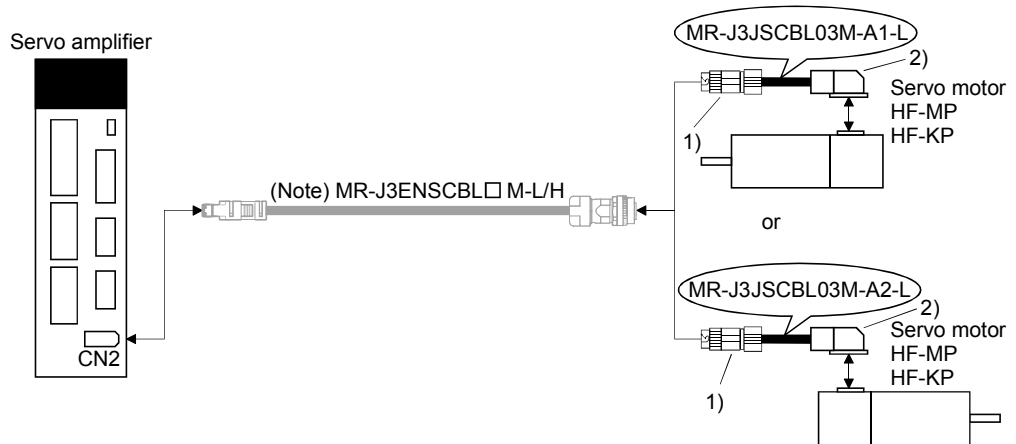 Servo amplifier
MR-J3JSCBL03M-A1-L
2)
Servo motor
HF-MP
HF-KP
1)
(Note) MR-J3ENSCBL□ M-L/H
or
MR-J3JSCBL03M-A2-L
2)
Servo motor
HF-MP
HF-KP
CN2
1)